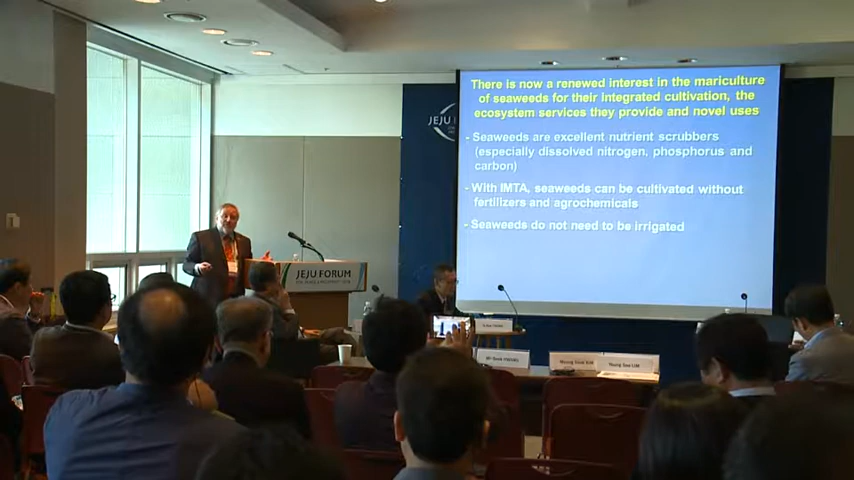 There is now a renewed interest in the mariculture
of seaweeds for their integrated cultivation, the
ecosystem services they provide and novel uses
- Seaweeds are excellent nutrient scrubbers
(especially dissolved nitrogen, phosphorus and
carbon)
- With IMTA, seaweeds can be cultivated without
fertilizers and agrochemicals
- Seaweeds do not need to be irrigated
JEJU
JEJU FORUM